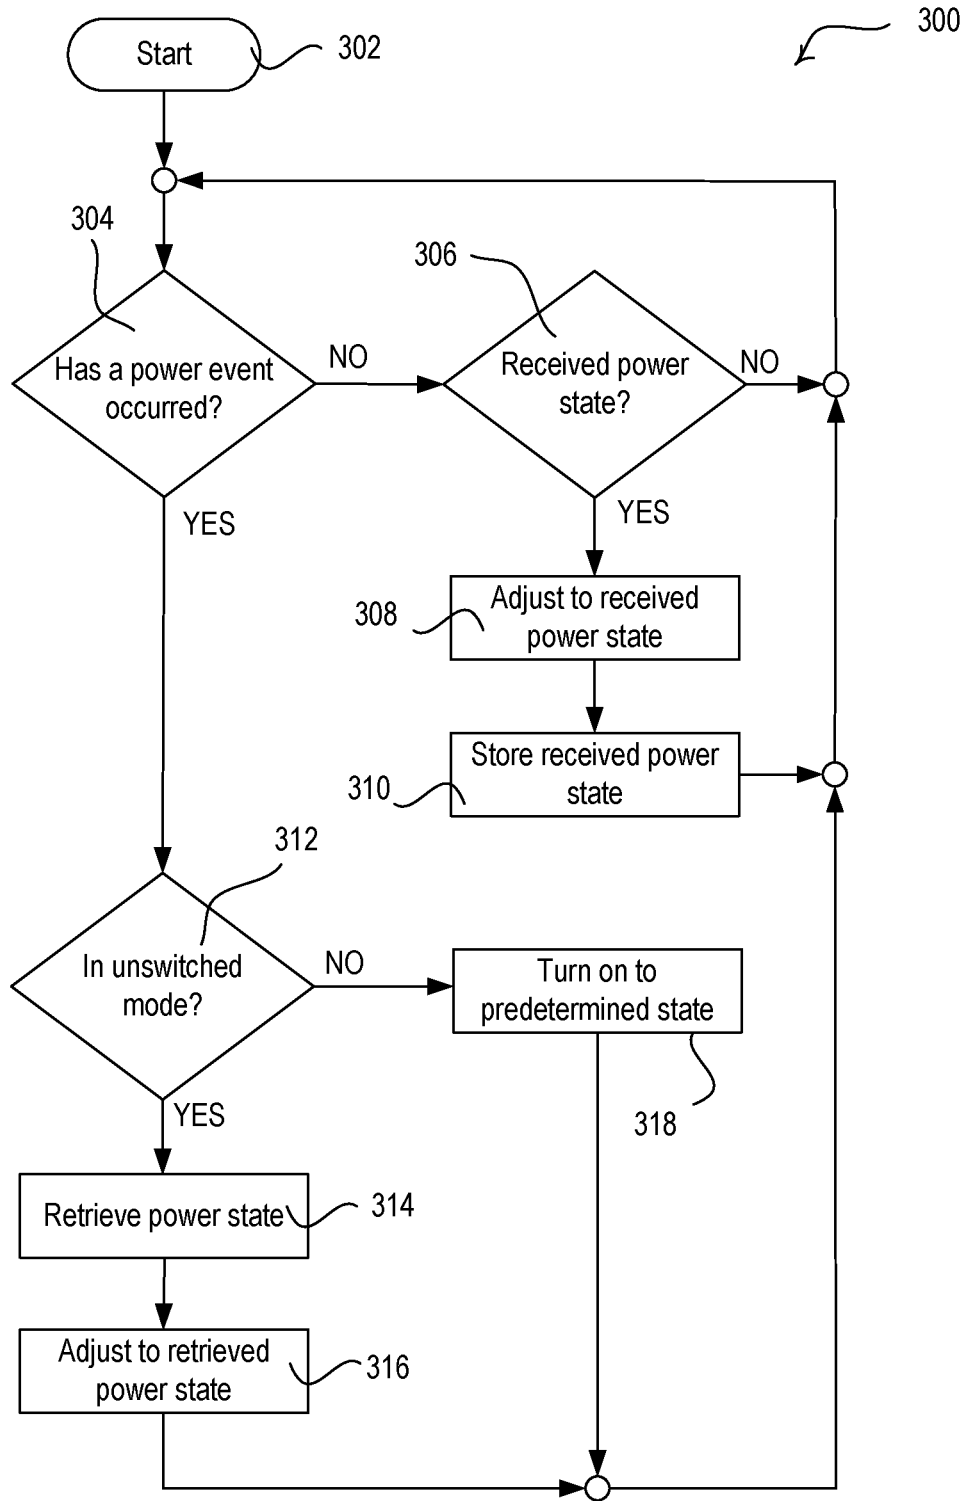 300
Start
302
304
306
Has a power event
occurred?
NO
Received power
state?
NO
YES
YES
308
Adjust to received
power state
310
Store received power
state
312
In unswitched
mode?
NO
Turn on to
predetermined state
318
YES
Retrieve power state
314
Adjust to retrieved
power state
316